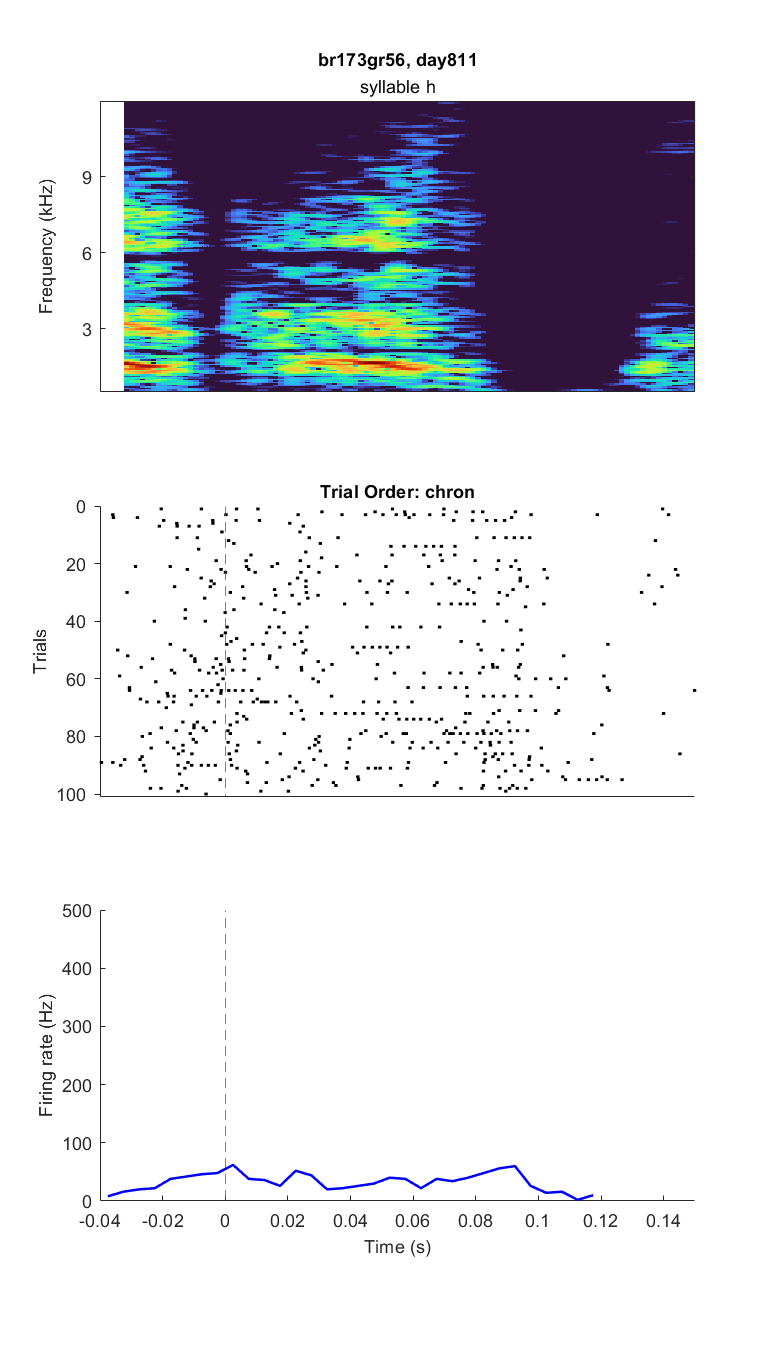 br173gr56, day811
syllable h
Frequency (kHz)
9
6
3
Trial Order: chron
Trials
0
20
40
60
80
100
Firing rate (Hz)
500
400
300
200
100
0
-0.04 -0.02 0 0.02 0.04 0.06 0.08 0.1 0.12 0.14
Time (s)